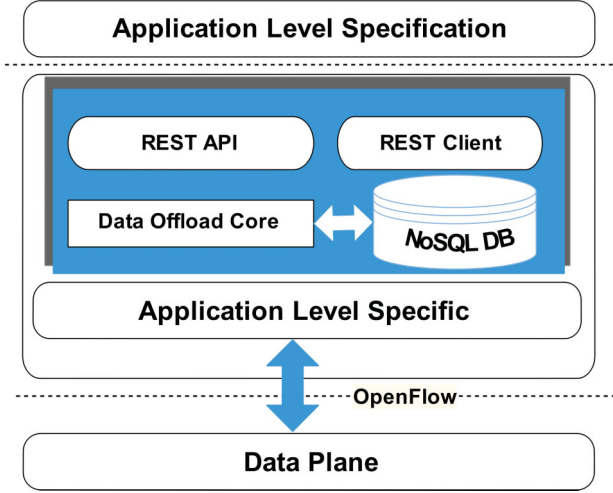 Application Level Specification
REST API
REST Client
Data Offload Core
NoSQL DB
Application Level Specific
OpenFlow
Data Plane